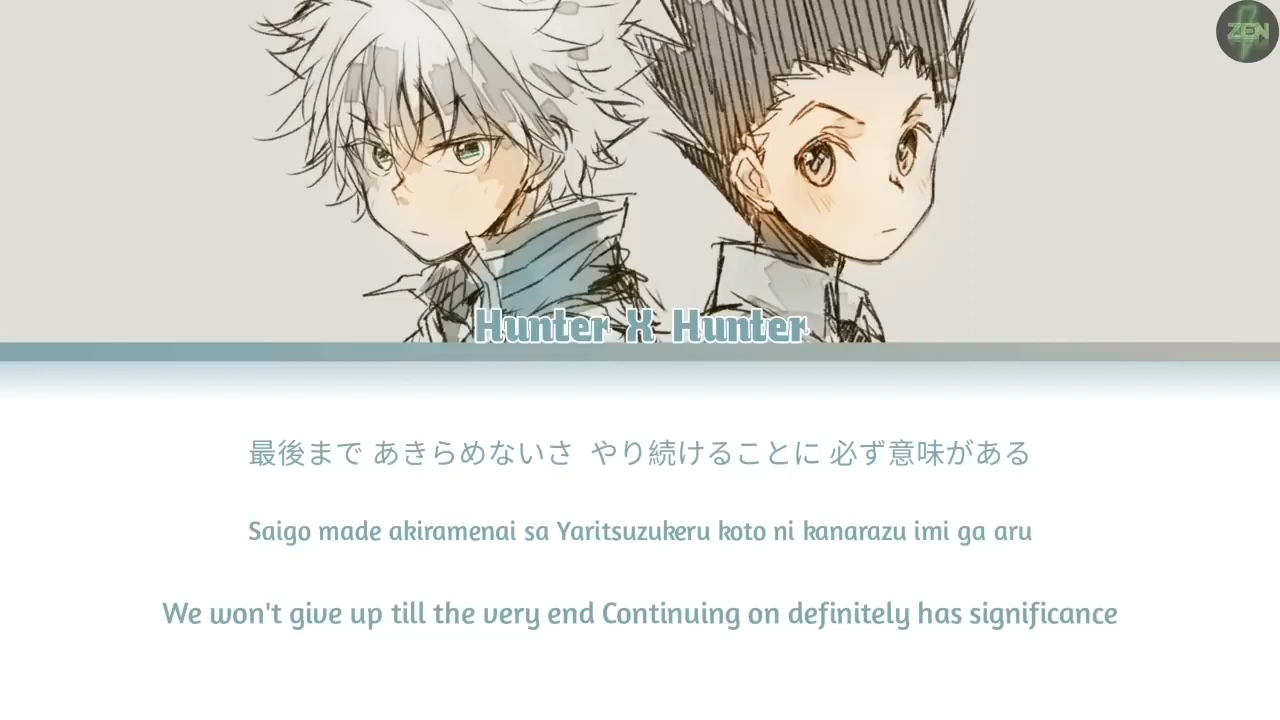 ZEN
Hunter X Hunter
最後まで あきらめないさ やり続けることに 必ず意味がある
Saigo made akiramenai sa Yaritsuzukeru koto ni kanarazu imi ga aru
We won't give up till the very end Continuing on definitely has significance